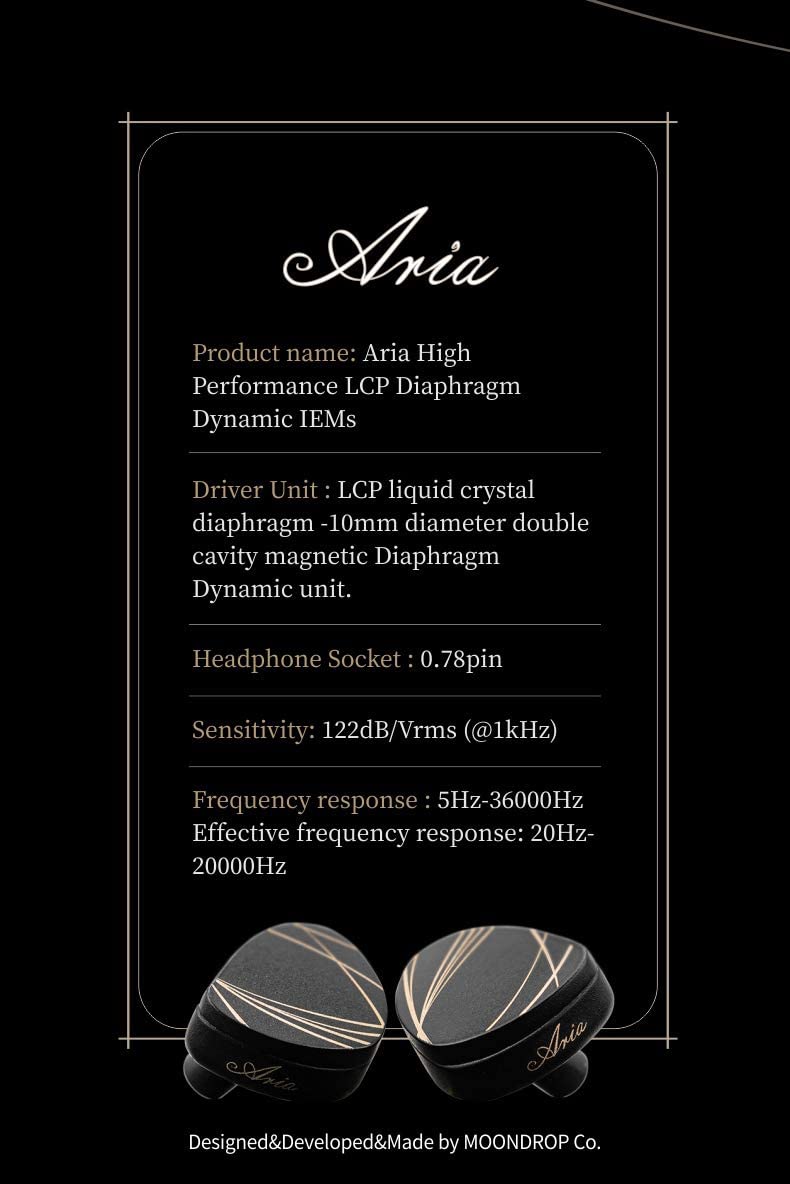 Aria
Product name: Aria High
Performance LCP Diaphragm
Dynamic IEMs
Driver Unit : LCP liquid crystal
diaphragm -10mm diameter double
cavity magnetic Diaphragm
Dynamic unit.
Headphone Socket : 0.78pin
Sensitivity: 122dB/Vrms (@1kHz)
Frequency response : 5Hz-36000Hz
Effective frequency response: 20Hz-
20000Hz
Aria
Aria
Designed&Developed&Made by MOONDROP Co.